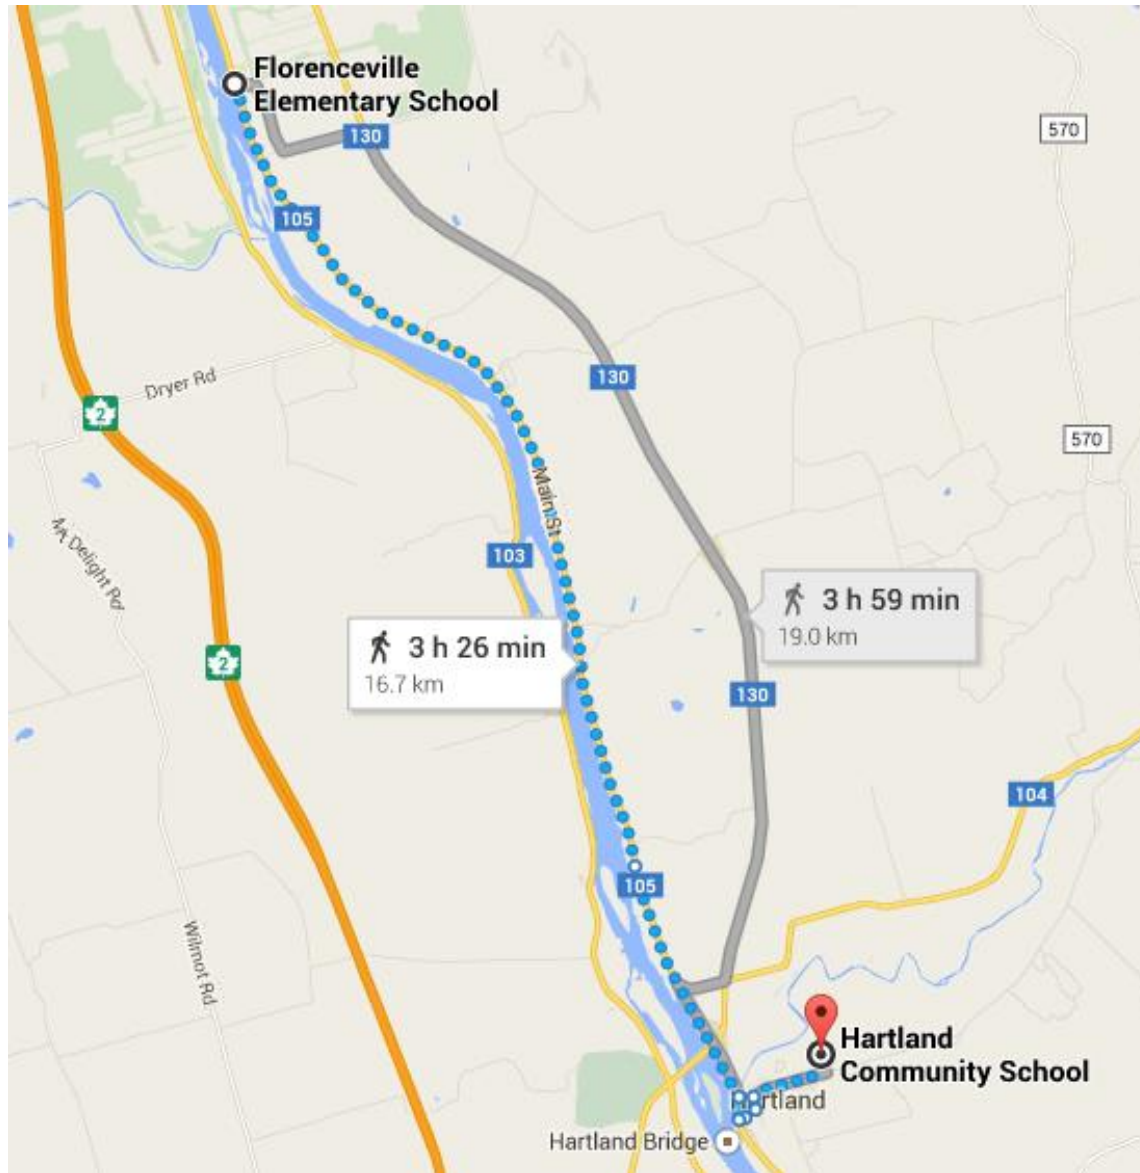 Florenceville
Elementary School
130
570
105
130
Dryer Rd
2
570
Main St
Mt Delight Rd
103
3 h 59 min
19.0 km
3 h 26 min
16.7 km
2
130
104
105
Wilmot Rd
Hartland
Community School
Hartland
Hartland Bridge